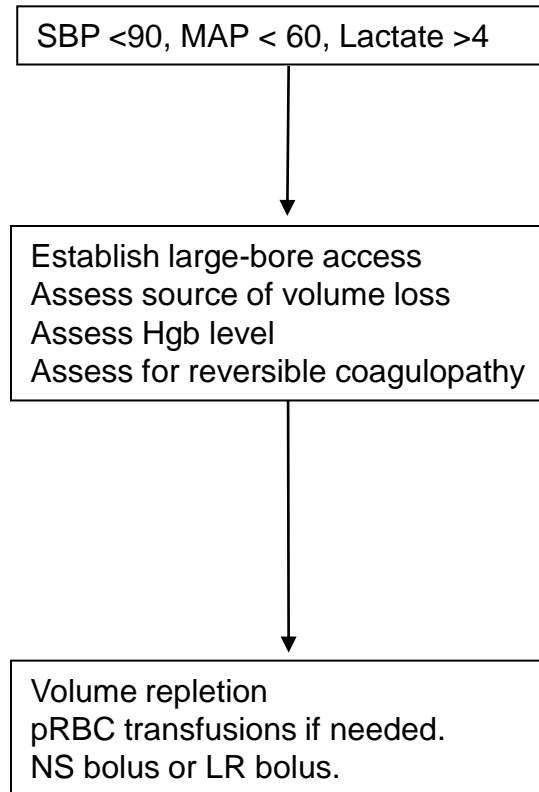 SBP <90, MAP < 60, Lactate >4
Establish large-bore access
Assess source of volume loss
Assess Hgb level
Assess for reversible coagulopathy
Volume repletion
pRBC transfusions if needed.
NS bolus or LR bolus.